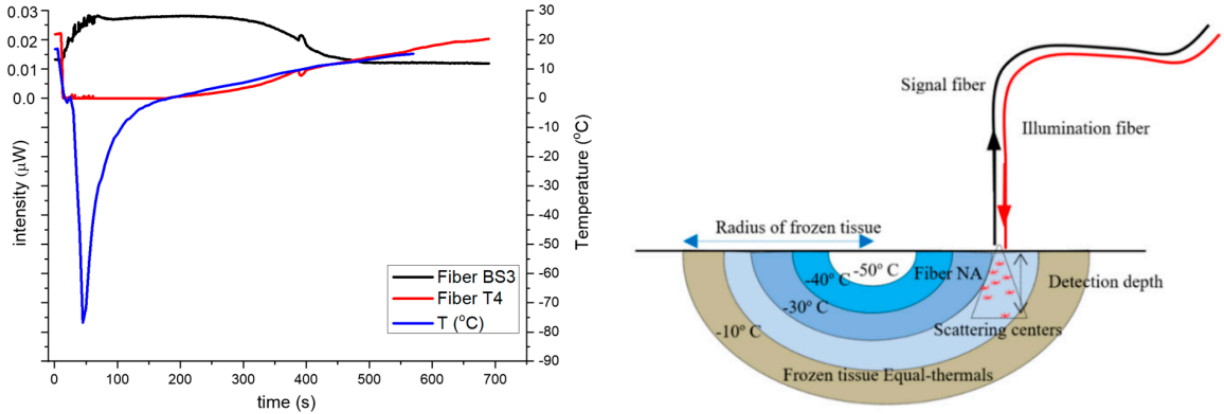 0.03
0.02
0.01
0.0
intensity (µW)
30
20
10
0
-10
-20
-30
-40
-50
-60
-70
-80
-90
Temperature (°C)
Fiber BS3
Fiber T4
T (°C)
0
100
200
300
400
500
600
700
time (s)
Signal fiber
Illumination fiber
Radius of frozen tissue
-50° C
Fiber NA
-40° C
-30° C
-10° C
Detection depth
Scattering centers
Frozen tissue Equal-thermals